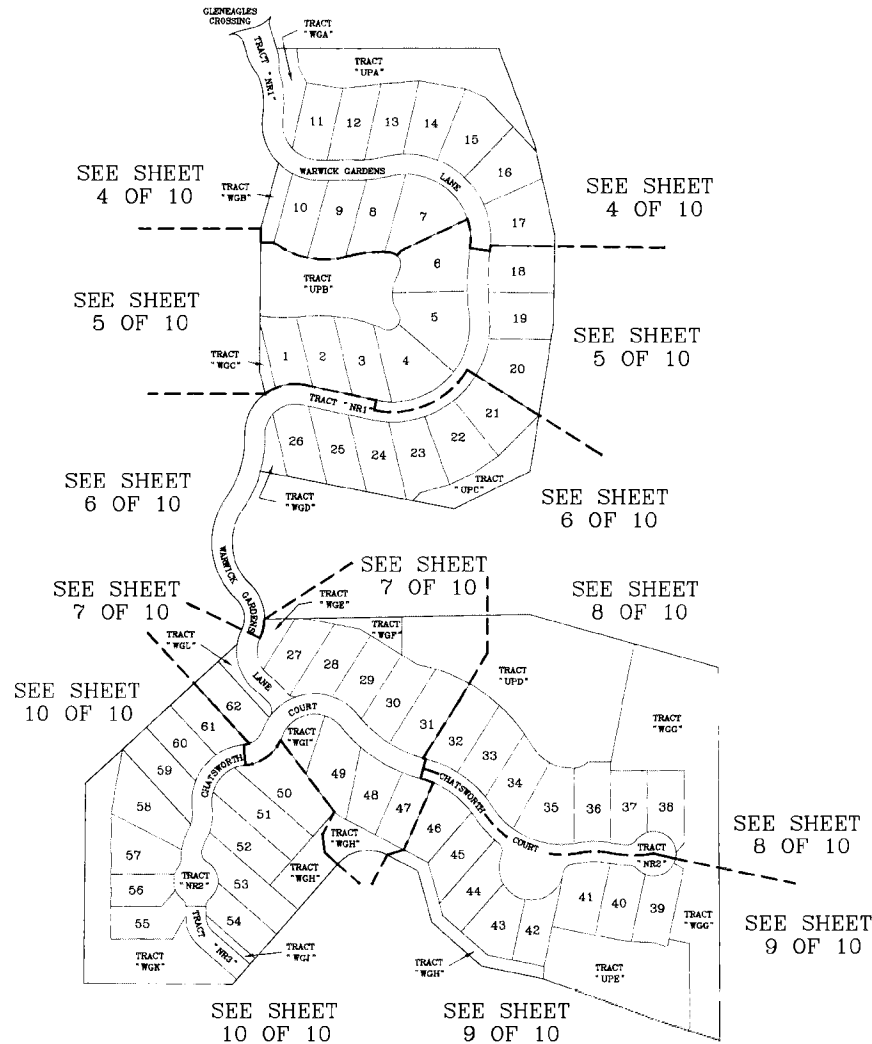 GLENEAGLES
CROSSING
TRACT
"WGA"
TRACT "NR1"
TRACT
"UPA"
11
12
13
14
15
16
17
SEE SHEET
4 OF 10
WARWICK GARDENS
LANE
TRACT
"WGB"
10
9
8
7
SEE SHEET
4 OF 10
6
18
TRACT
"UPB"
SEE SHEET
5 OF 10
5
19
SEE SHEET
5 OF 10
TRACT
"WGC"
1
2
3
4
20
TRACT "NR1"
21
22
23
24
25
26
SEE SHEET
6 OF 10
TRACT
"WGD"
TRACT
"UPC"
SEE SHEET
6 OF 10
WARWICK GARDENS
SEE SHEET
7 OF 10
SEE SHEET
7 OF 10
SEE SHEET
8 OF 10
TRACT
"WGE"
TRACT
"WGF"
TRACT
"WGL"
LANE
27
28
29
30
31
TRACT
"UPD"
TRACT
"WGG"
SEE SHEET
10 OF 10
62
61
60
59
58
COURT
TRACT
"WGI"
CHATSWORTH
49
48
47
32
33
34
35
36
37
38
CHATSWORTH
COURT
50
51
52
53
54
TRACT
"WGH"
TRACT
"WGH"
46
45
44
43
42
41
40
39
TRACT
"NR2"
SEE SHEET
8 OF 10
57
56
55
TRACT
"NR2"
TRACT
"NR3"
TRACT
"WGJ"
TRACT
"WGK"
TRACT
"WGH"
TRACT
"UPE"
TRACT
"WGG"
SEE SHEET
9 OF 10
SEE SHEET
10 OF 10
SEE SHEET
9 OF 10